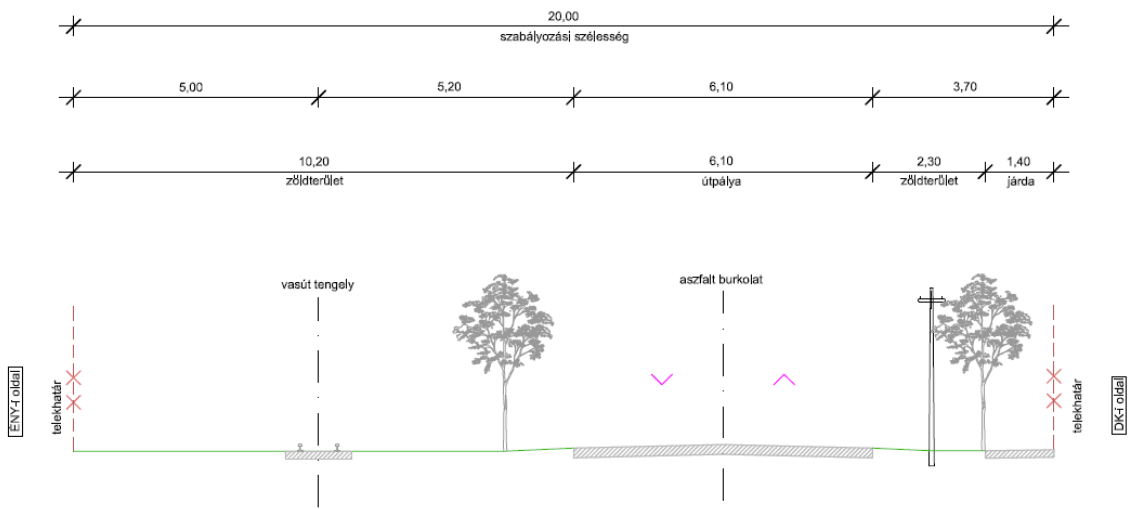 20,00
szabályozási szélesség
5,00
5,20
6,10
3,70
10,20
zöldterület
6,10
útpálya
2,30
zöldterület
1,40
járda
vasút tengely
aszfalt burkolat
ÉNY-i oldal
telekhatár
telekhatár
DK-i oldal